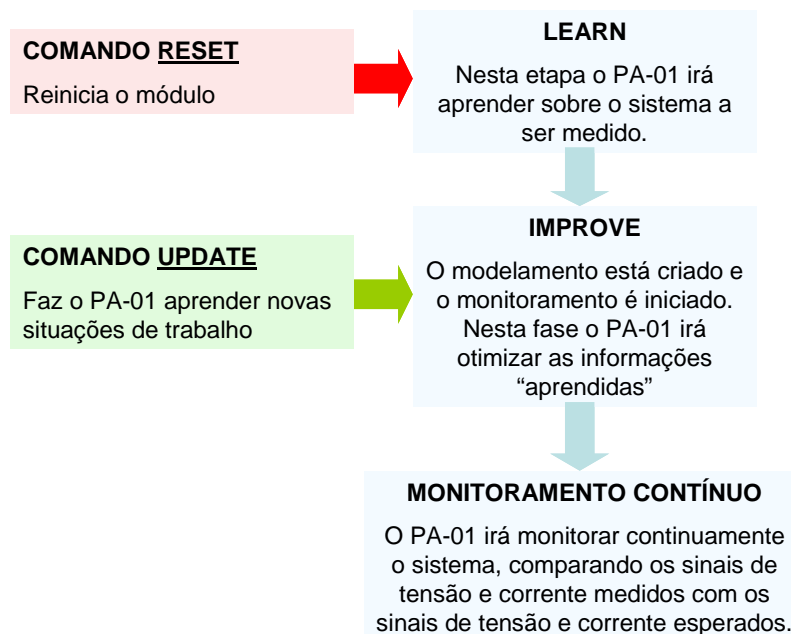 COMANDO RESET
Reinicia o módulo
LEARN
Nesta etapa o PA-01 irá
aprender sobre o sistema a
ser medido.
COMANDO UPDATE
Faz o PA-01 aprender novas
situações de trabalho
IMPROVE
O modelamento está criado e
o monitoramento é iniciado.
Nesta fase o PA-01 irá
otimizar as informações
“aprendidas”
MONITORAMENTO CONTÍNUO
O PA-01 irá monitorar continuamente
o sistema, comparando os sinais de
tensão e corrente medidos com os
sinais de tensão e corrente esperados.